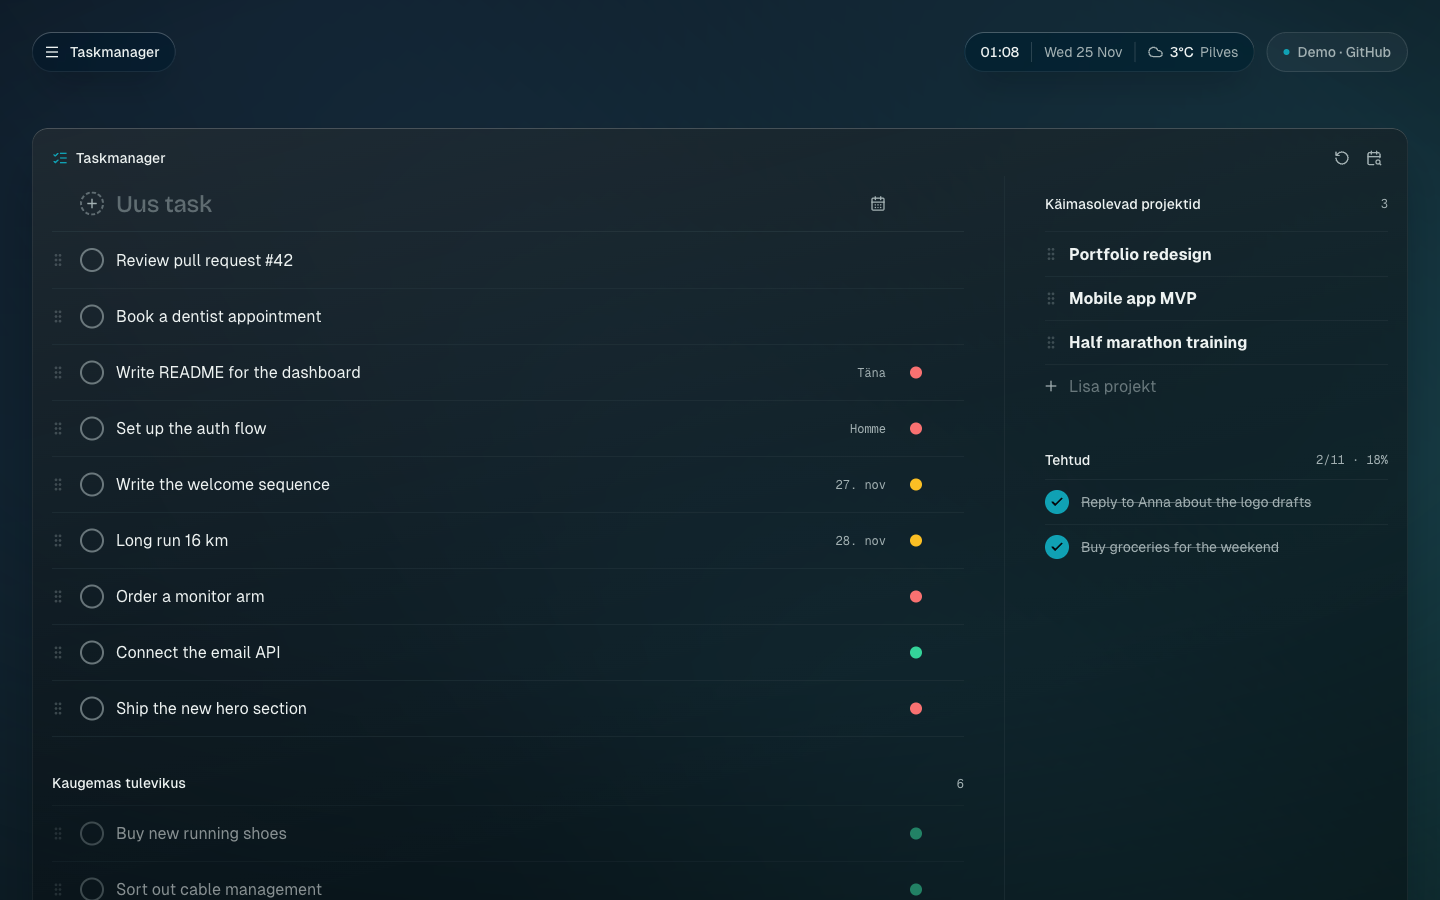 Taskmanager
01:08 Wed 25 Nov 3°C Pilves
Demo · GitHub
Taskmanager
Uus task
Review pull request #42
Book a dentist appointment
Write README for the dashboard Täna
Set up the auth flow Homme
Write the welcome sequence 27. nov
Long run 16 km 28. nov
Order a monitor arm
Connect the email API
Ship the new hero section
Kaugemas tulevikus 6
Buy new running shoes
Sort out cable management
Käimasolevad projektid 3
Portfolio redesign
Mobile app MVP
Half marathon training
Lisa projekt
Tehtud 2/11 · 18%
Reply to Anna about the logo drafts
Buy groceries for the weekend